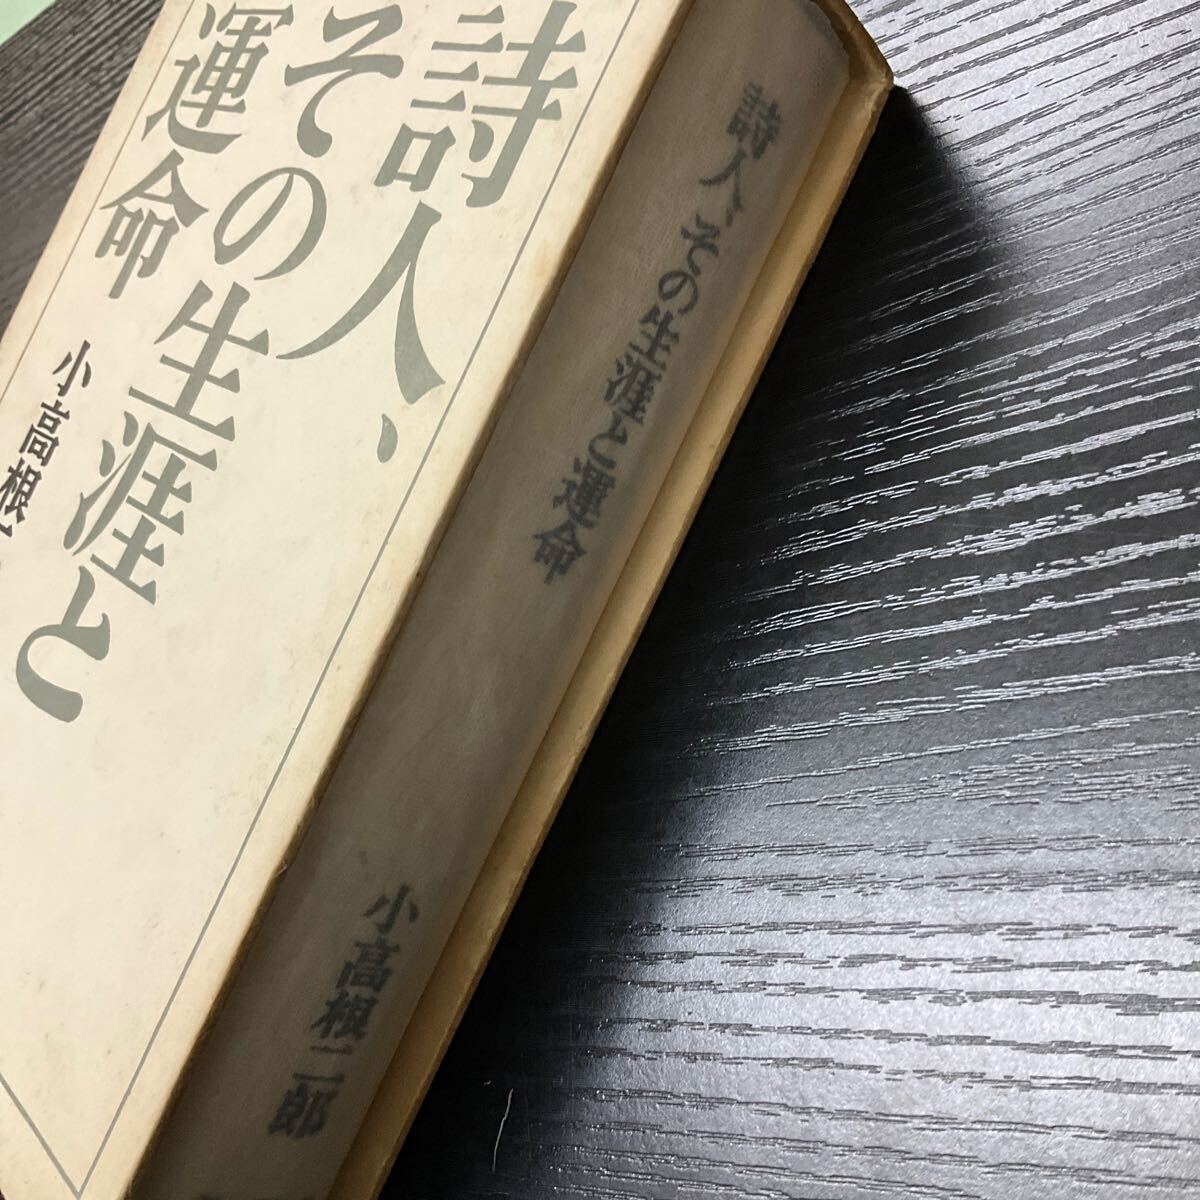 詩人、
その生涯と
運命
小高根
詩人、その生涯と運命
小高根二郎